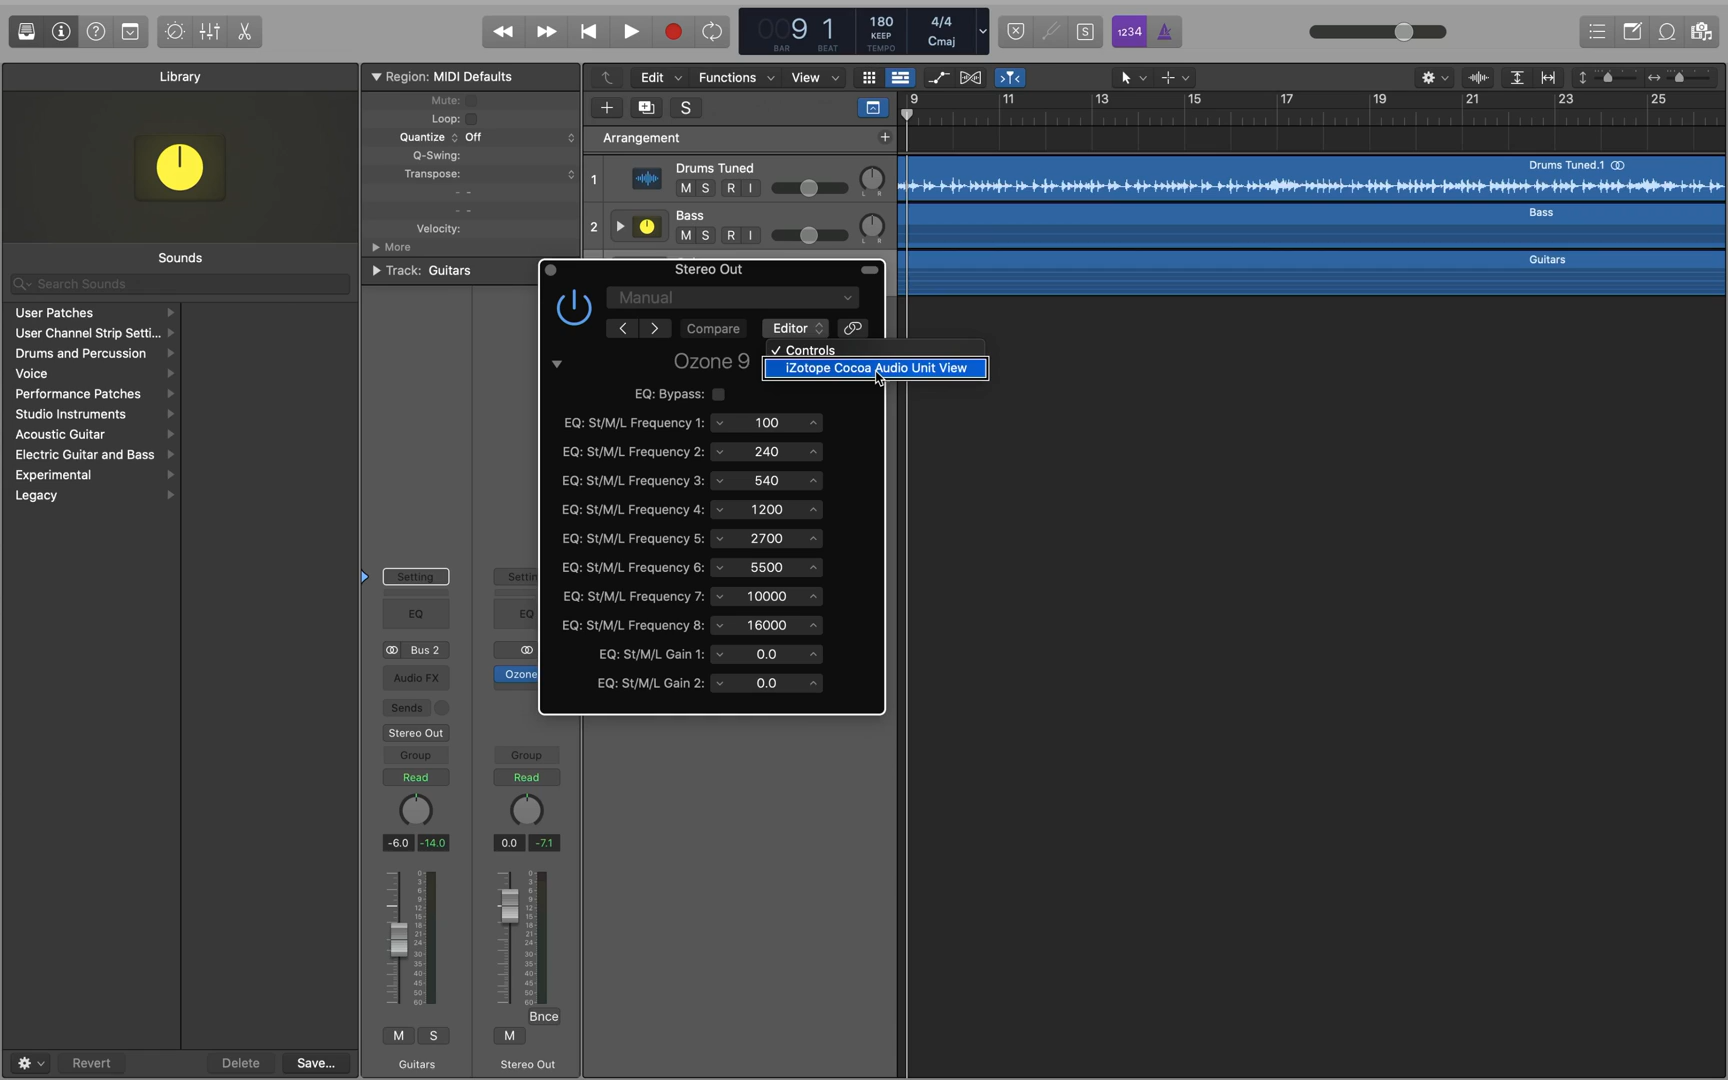 9 1
BAR BEAT
180
KEEP
TEMPO
4/4
Cmaj
S
1234
Library
Region: MIDI Defaults
Mute:
Loop:
Quantize Off
Q-Swing:
Transpose:
Velocity:
More
Track: Guitars
Edit Functions View
S
9 11 13 15 17 19 21 23 25
Arrangement
Sounds
Search Sounds
User Patches
User Channel Strip Setti...
Drums and Percussion
Voice
Performance Patches
Studio Instruments
Acoustic Guitar
Electric Guitar and Bass
Experimental
Legacy
1 Drums Tuned
M S R I
L R
Drums Tuned.1
2 Bass
M S R I
L R
Bass
Guitars
Stereo Out
Manual
Compare
Editor
Controls
iZotope Cocoa Audio Unit View
Ozone 9
EQ: Bypass:
EQ: St/M/L Frequency 1: 100
EQ: St/M/L Frequency 2: 240
EQ: St/M/L Frequency 3: 540
EQ: St/M/L Frequency 4: 1200
EQ: St/M/L Frequency 5: 2700
EQ: St/M/L Frequency 6: 5500
EQ: St/M/L Frequency 7: 10000
EQ: St/M/L Frequency 8: 16000
EQ: St/M/L Gain 1: 0.0
EQ: St/M/L Gain 2: 0.0
Setting
EQ
Bus 2
Audio FX
Sends
Stereo Out
Group
Read
-6.0 -14.0
M S
Guitars
Settin
EQ
Ozone
Group
Read
0.0 -7.1
Bnce
M
Stereo Out
Revert Delete Save...